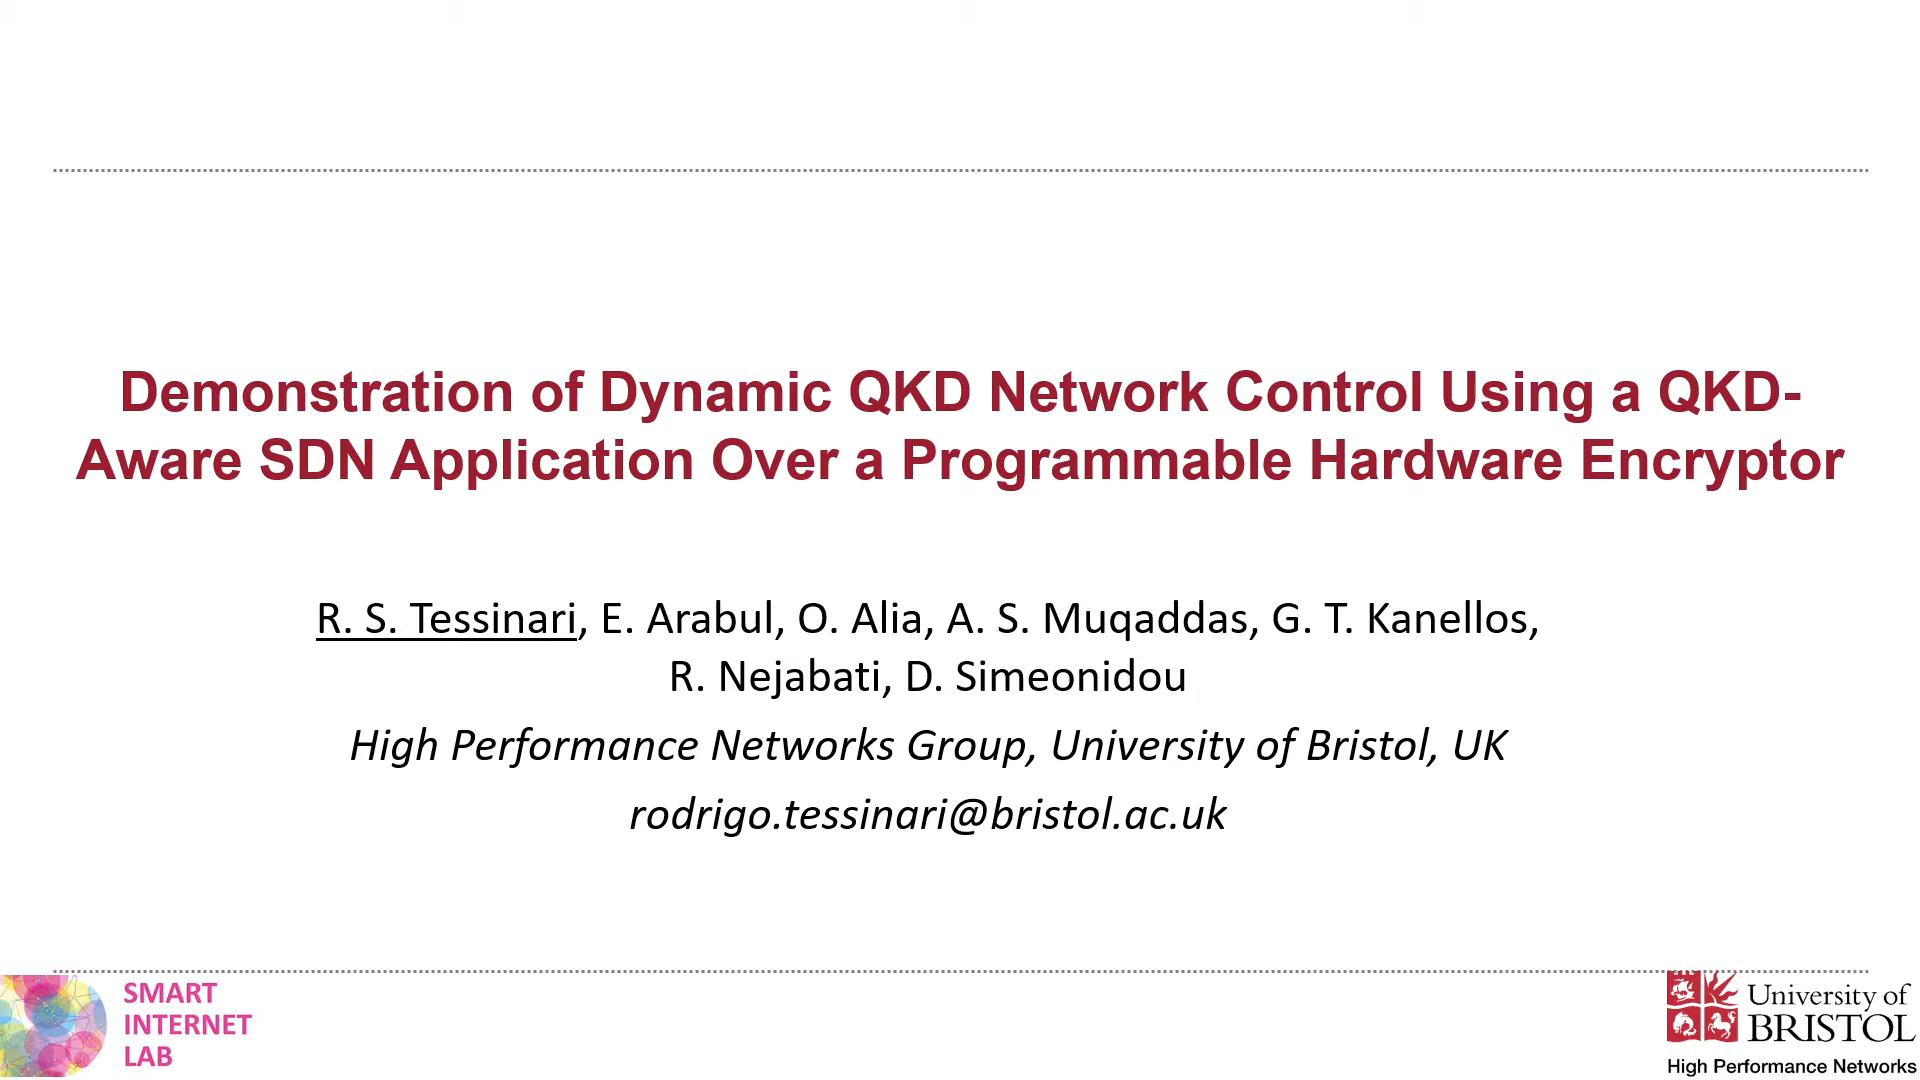 Demonstration of Dynamic QKD Network Control Using a QKD-
Aware SDN Application Over a Programmable Hardware Encryptor
R. S. Tessinari, E. Arabul, O. Alia, A. S. Muqaddas, G. T. Kanellos,
R. Nejabati, D. Simeonidou
High Performance Networks Group, University of Bristol, UK
rodrigo.tessinari@bristol.ac.uk
SMART
INTERNET
LAB
University of
BRISTOL
High Performance Networks